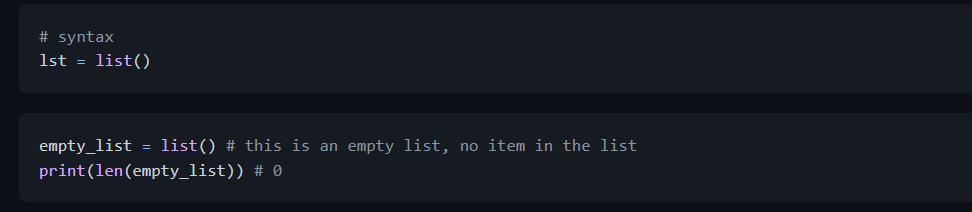 # syntax
lst = list()
empty_list = list() # this is an empty list, no item in the list
print(len(empty_list)) # 0